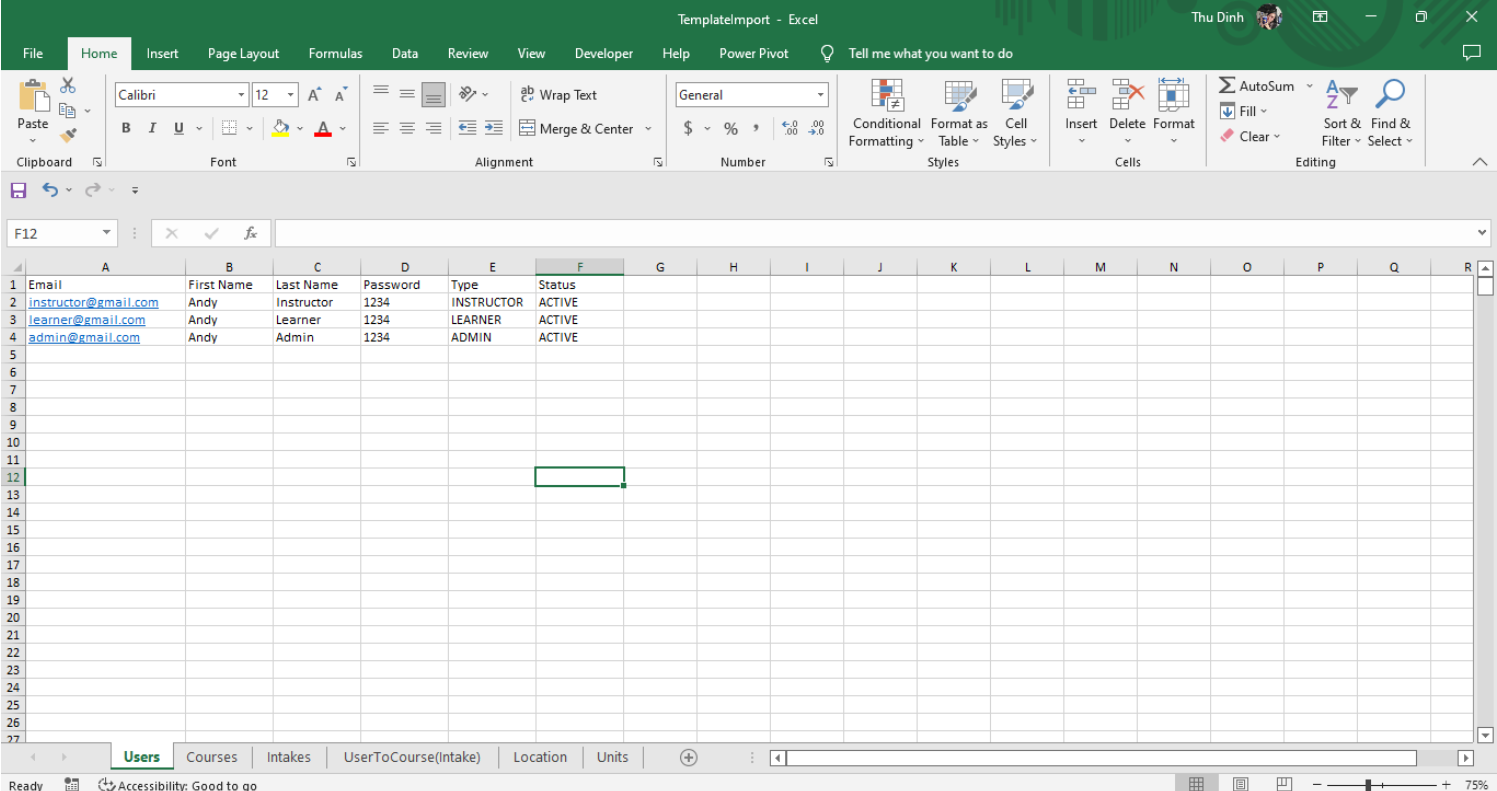 TemplateImport - Excel
Thu Dinh
File Home Insert Page Layout Formulas Data Review View Developer Help Power Pivot Tell me what you want to do
Paste
Calibri 12
Wrap Text
General
Conditional Formatting
Format as Table
Cell Styles
Insert Delete Format
AutoSum
Fill
Clear
Sort & Filter
Find & Select
B I U
Merge & Center
$ % ,
Clipboard Font Alignment Number Styles Cells Editing
F12 fx
A B C D E F G H I J K L M N O P Q R
1 Email First Name Last Name Password Type Status
2 instructor@gmail.com Andy Instructor 1234 INSTRUCTOR ACTIVE
3 learner@gmail.com Andy Learner 1234 LEARNER ACTIVE
4 admin@gmail.com Andy Admin 1234 ADMIN ACTIVE
5
6
7
8
9
10
11
12
13
14
15
16
17
18
19
20
21
22
23
24
25
26
27
Users Courses Intakes UserToCourse(Intake) Location Units
Ready Accessibility: Good to go 75%